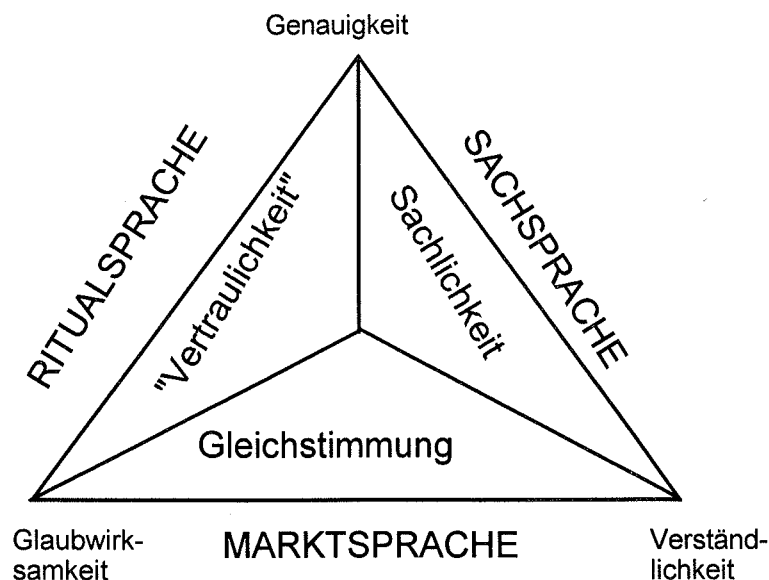 Genauigkeit
RITUALSPRACHE
"Vertraulichkeit"
Sachlichkeit
SACHSPRACHE
Gleichstimmung
Glaubwirk-
samkeit
MARKTSPRACHE
Verständ-
lichkeit